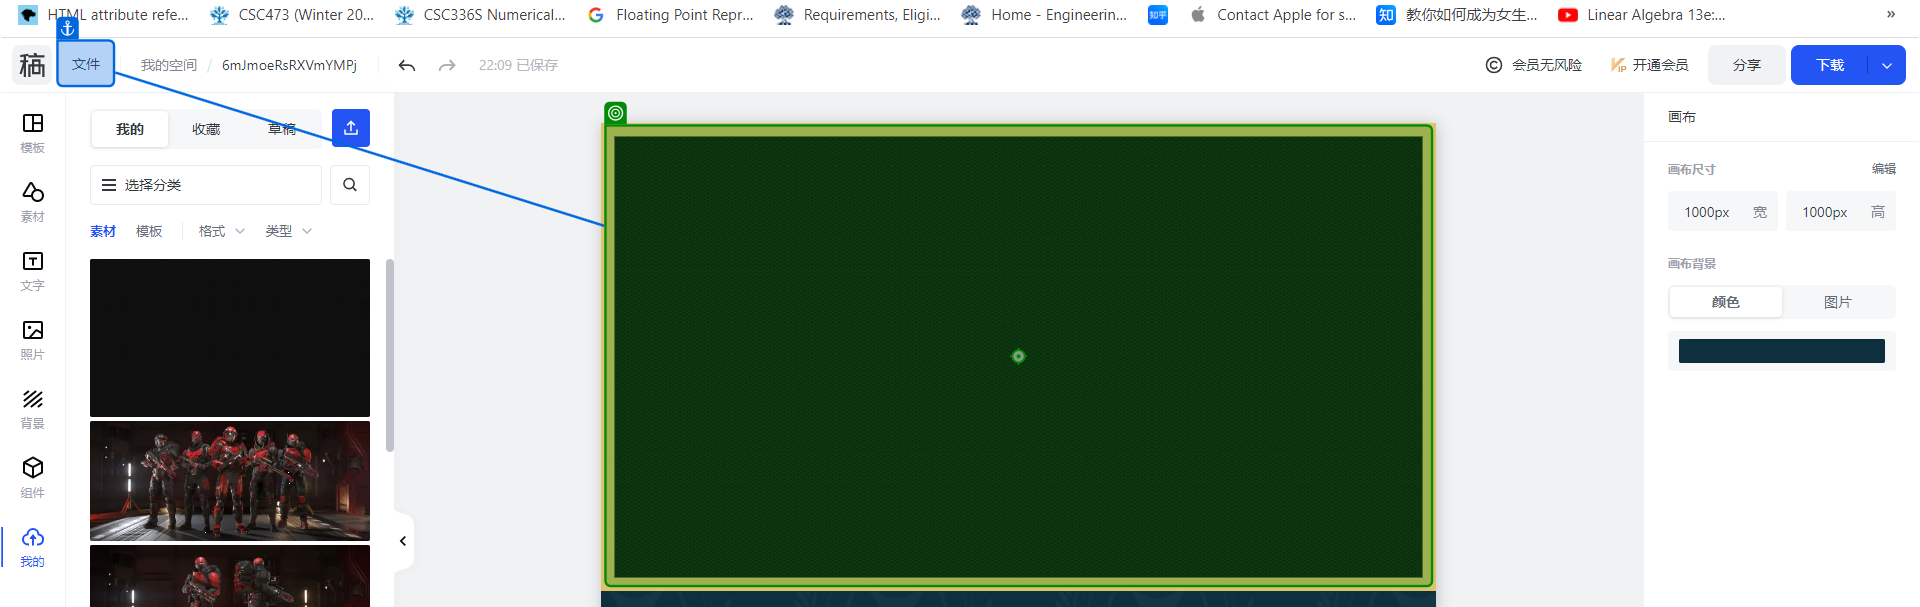 HTML attribute refe...
CSC473 (Winter 20...
CSC336S Numerical...
Floating Point Repr...
Requirements, Eligi...
Home - Engineerin...
知乎
Contact Apple for s...
知 教你如何成为女生...
Linear Algebra 13e:...
»
稿 文件 我的空间 / 6mJmoeRsRXVmYMPj 22:09 已保存
会员无风险 开通会员 分享 下载
模板
素材
文字
照片
背景
组件
我的
我的 收藏 草稿
选择分类
素材 模板 格式 类型
画布
画布尺寸 编辑
1000px 宽 1000px 高
画布背景
颜色 图片